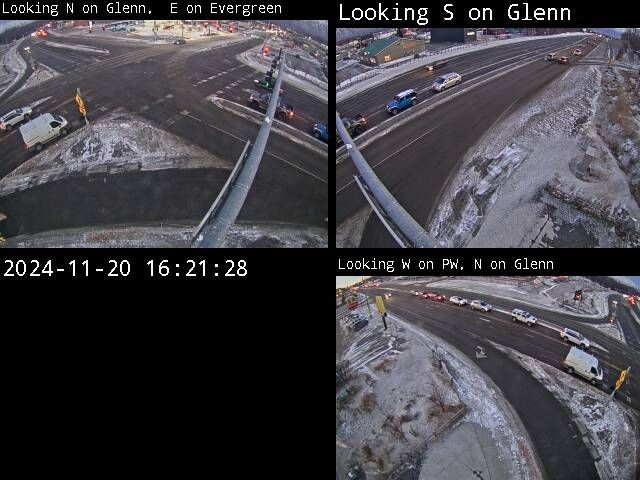 Looking N on Glenn, E on Evergreen
Looking S on Glenn
2024-11-20 16:21:28
Looking W on PW, N on Glenn